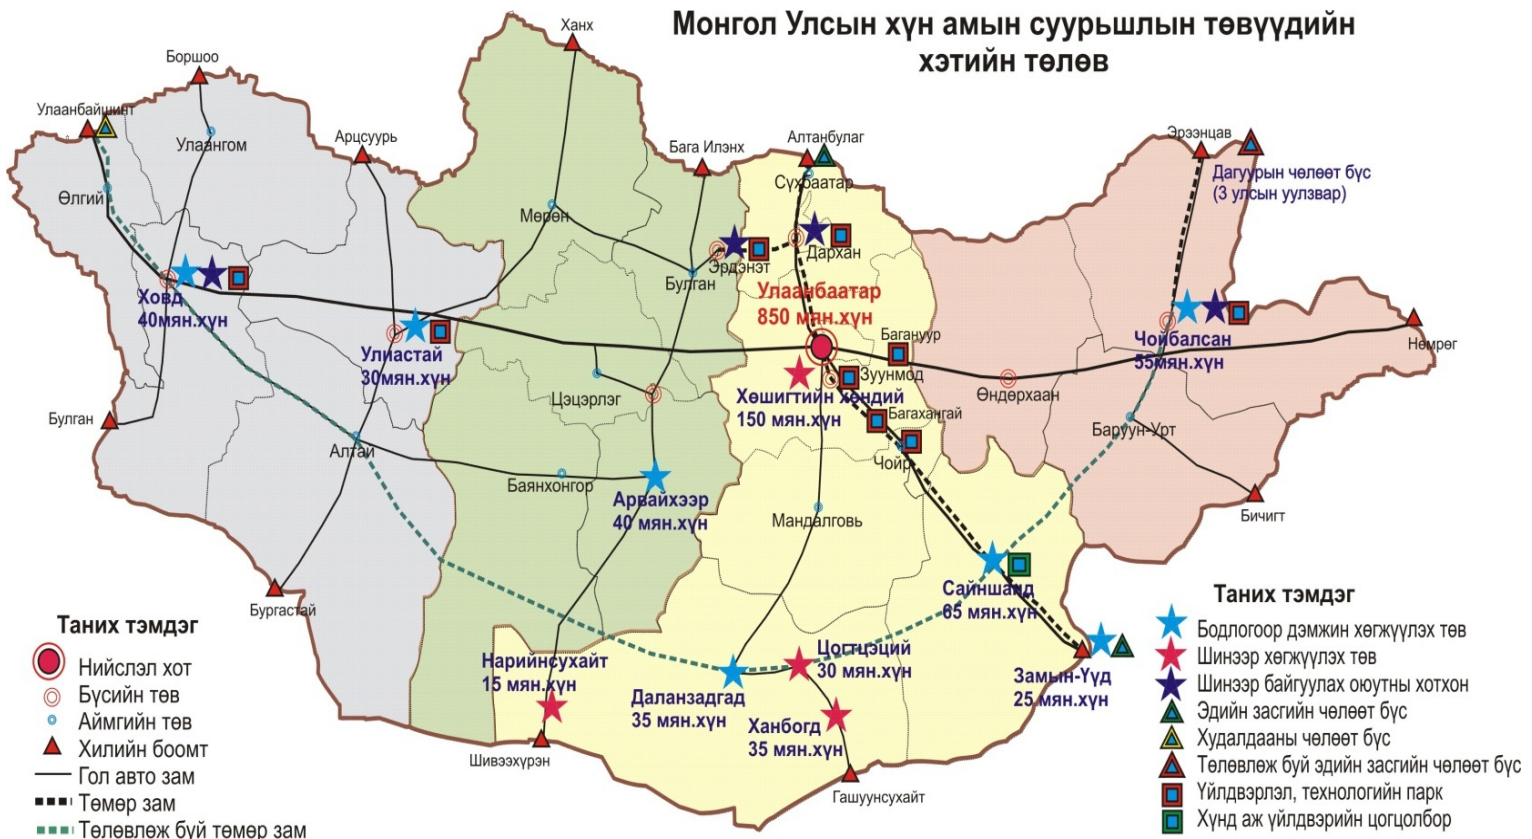 Монгол Улсын хүн амын суурьшлын төвүүдийн
хэтийн төлөв
Ханх
Боршоо
Улаанбайшинт
Улаангом
Арцсуурь
Бага Илэнх
Алтанбулаг
Сүхбаатар
Эрээнцав
Дагуурын чөлөөт бүс
(3 улсын уулзвар)
Өлгий
Мөрөн
Эрдэнэт
Дархан
Булган
Ховд
40мян.хүн
Улаанбаатар
850 мян.хүн
Улиастай
30мян.хүн
Багануур
Зуунмод
Чойбалсан
55мян.хүн
Нөмрөг
Өндөрхаан
Хөшигтийн хөндий
150 мян.хүн
Цэцэрлэг
Багахангай
Булган
Баруун-Урт
Алтай
Чойр
Баянхонгор
Арвайхээр
40 мян.хүн
Мандалговь
Бичигт
Сайншанд
65 мян.хүн
Бургастай
Нарийнсухайт
15 мян.хүн
Цогтцэций
30 мян.хүн
Замын-Үүд
25 мян.хүн
Даланзадгад
35 мян.хүн
Ханбогд
35 мян.хүн
Шивээхүрэн
Гашуунсухайт
Таних тэмдэг
Нийслэл хот
Бүсийн төв
Аймгийн төв
Хилийн боомт
Гол авто зам
Төмөр зам
Төлөвлөж буй төмөр зам
Таних тэмдэг
Бодлогоор дэмжин хөгжүүлэх төв
Шинээр хөгжүүлэх төв
Шинээр байгуулах оюутны хотхон
Эдийн засгийн чөлөөт бүс
Худалдааны чөлөөт бүс
Төлөвлөж буй эдийн засгийн чөлөөт бүс
Үйлдвэрлэл, технологийн парк
Хүнд аж үйлдвэрийн цогцолбор